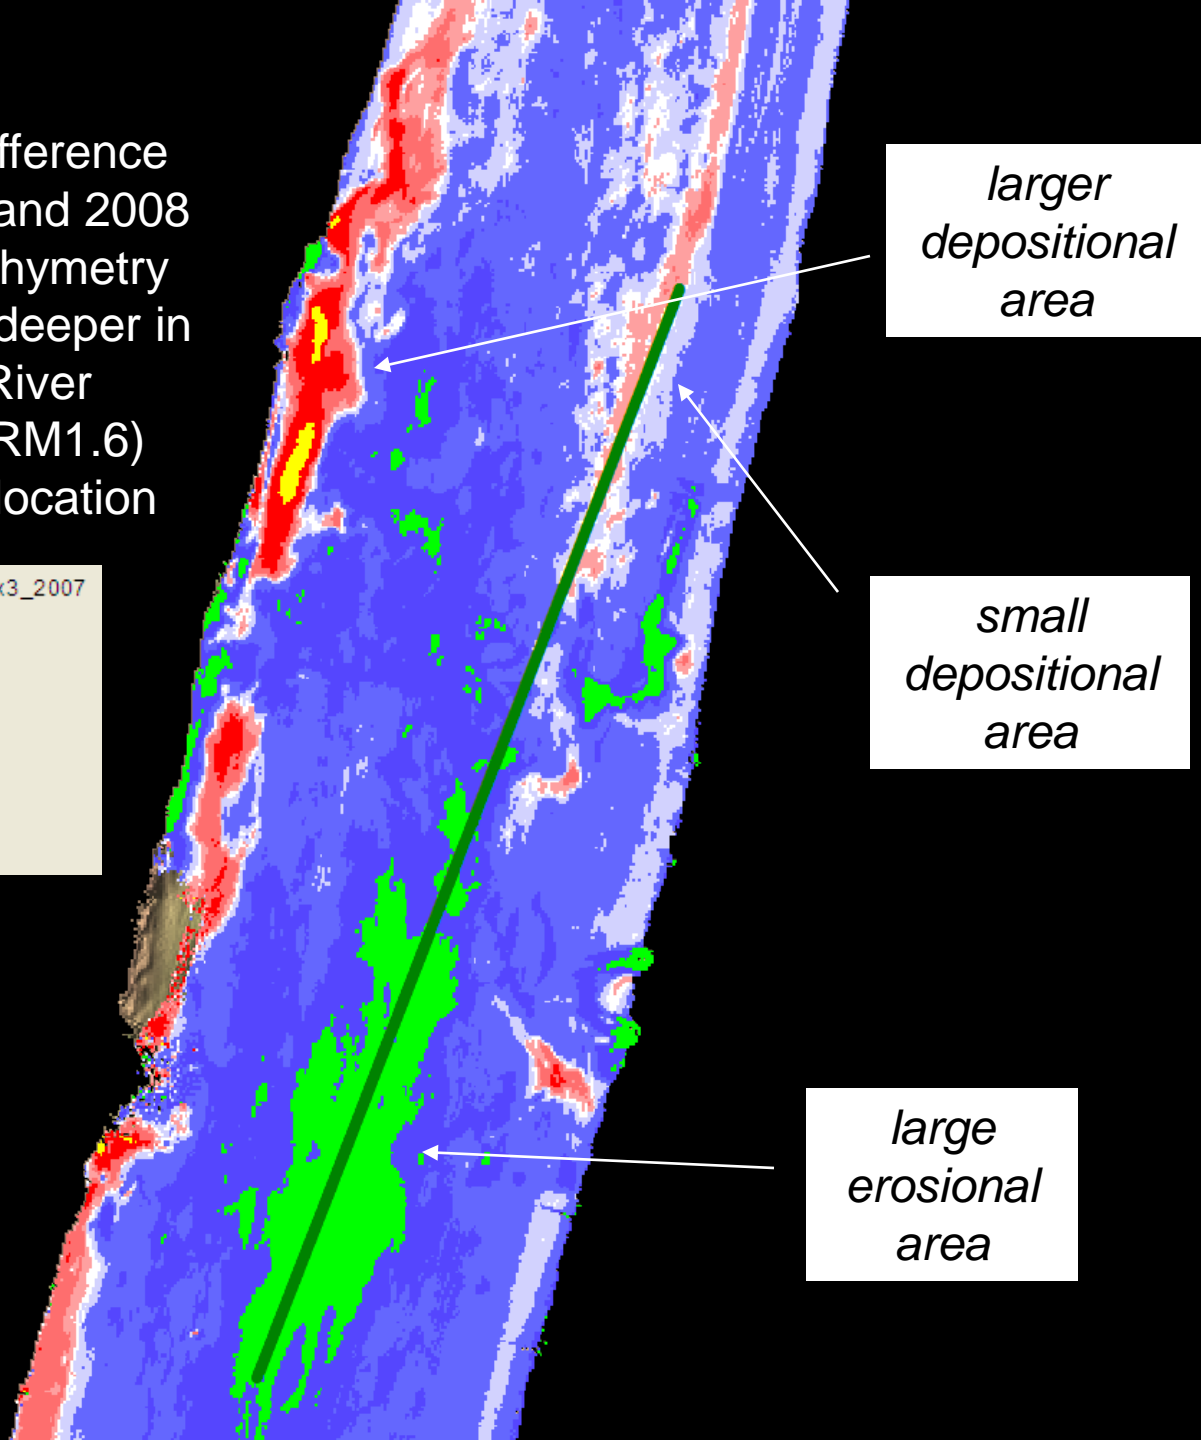 ifference
and 2008
hymetry
deeper in
River
RM1.6)
location
x3_2007
larger
depositional
area
small
depositional
area
large
erosional
area